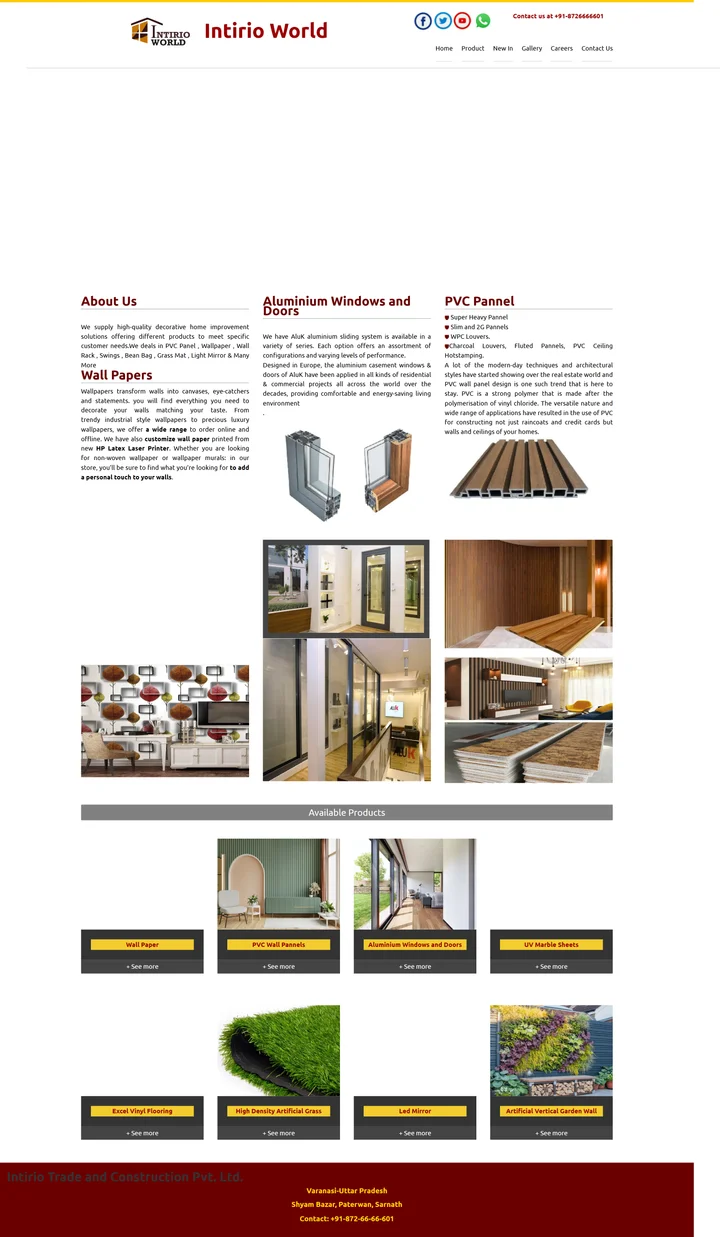 INTIRIO
WORLD
Intirio World
Contact us at +91-8726666601
Home Product New In Gallery Careers Contact Us
About Us
We supply high-quality decorative home improvement
solutions offering different products to meet specific
customer needs.We deals in PVC Panel , Wallpaper , Wall
Rack , Swings , Bean Bag , Grass Mat , Light Mirror & Many
More
Wall Papers
Wallpapers transform walls into canvases, eye-catchers
and statements. you will find everything you need to
decorate your walls matching your taste. From
trendy industrial style wallpapers to precious luxury
wallpapers, we offer a wide range to order online and
offline. We have also customize wall paper printed from
new HP Latex Laser Printer. Whether you are looking
for non-woven wallpaper or wallpaper murals: in our
store, you'll be sure to find what you're looking for to add
a personal touch to your walls.
Aluminium Windows and
Doors
We have AluK aluminium sliding system is available in a
variety of series. Each option offers an assortment of
configurations and varying levels of performance.
Designed in Europe, the aluminium casement windows &
doors of AluK have been applied in all kinds of residential
& commercial projects all across the world over the
decades, providing comfortable and energy-saving living
environment
.
PVC Pannel
Super Heavy Pannel
Slim and 2G Pannels
WPC Louvers.
Charcoal Louvers, Fluted Pannels, PVC Ceiling
Hotstamping.
A lot of the modern-day techniques and architectural
styles have started showing over the real estate world and
PVC wall panel design is one such trend that is here to
stay. PVC is a strong polymer that is made after the
polymerisation of vinyl chloride. The versatile nature and
wide range of applications have resulted in the use of PVC
for constructing not just raincoats and credit cards but
walls and ceilings of your homes.
AluK
ALUK
Available Products
Wall Paper
+ See more
PVC Wall Pannels
+ See more
Aluminium Windows and Doors
+ See more
UV Marble Sheets
+ See more
Excel Vinyl Flooring
+ See more
High Density Artificial Grass
+ See more
Led Mirror
+ See more
Artificial Vertical Garden Wall
+ See more
Intirio Trade and Construction Pvt. Ltd.
Varanasi-Uttar Pradesh
Shyam Bazar, Paterwan, Sarnath
Contact: +91-872-66-66-601